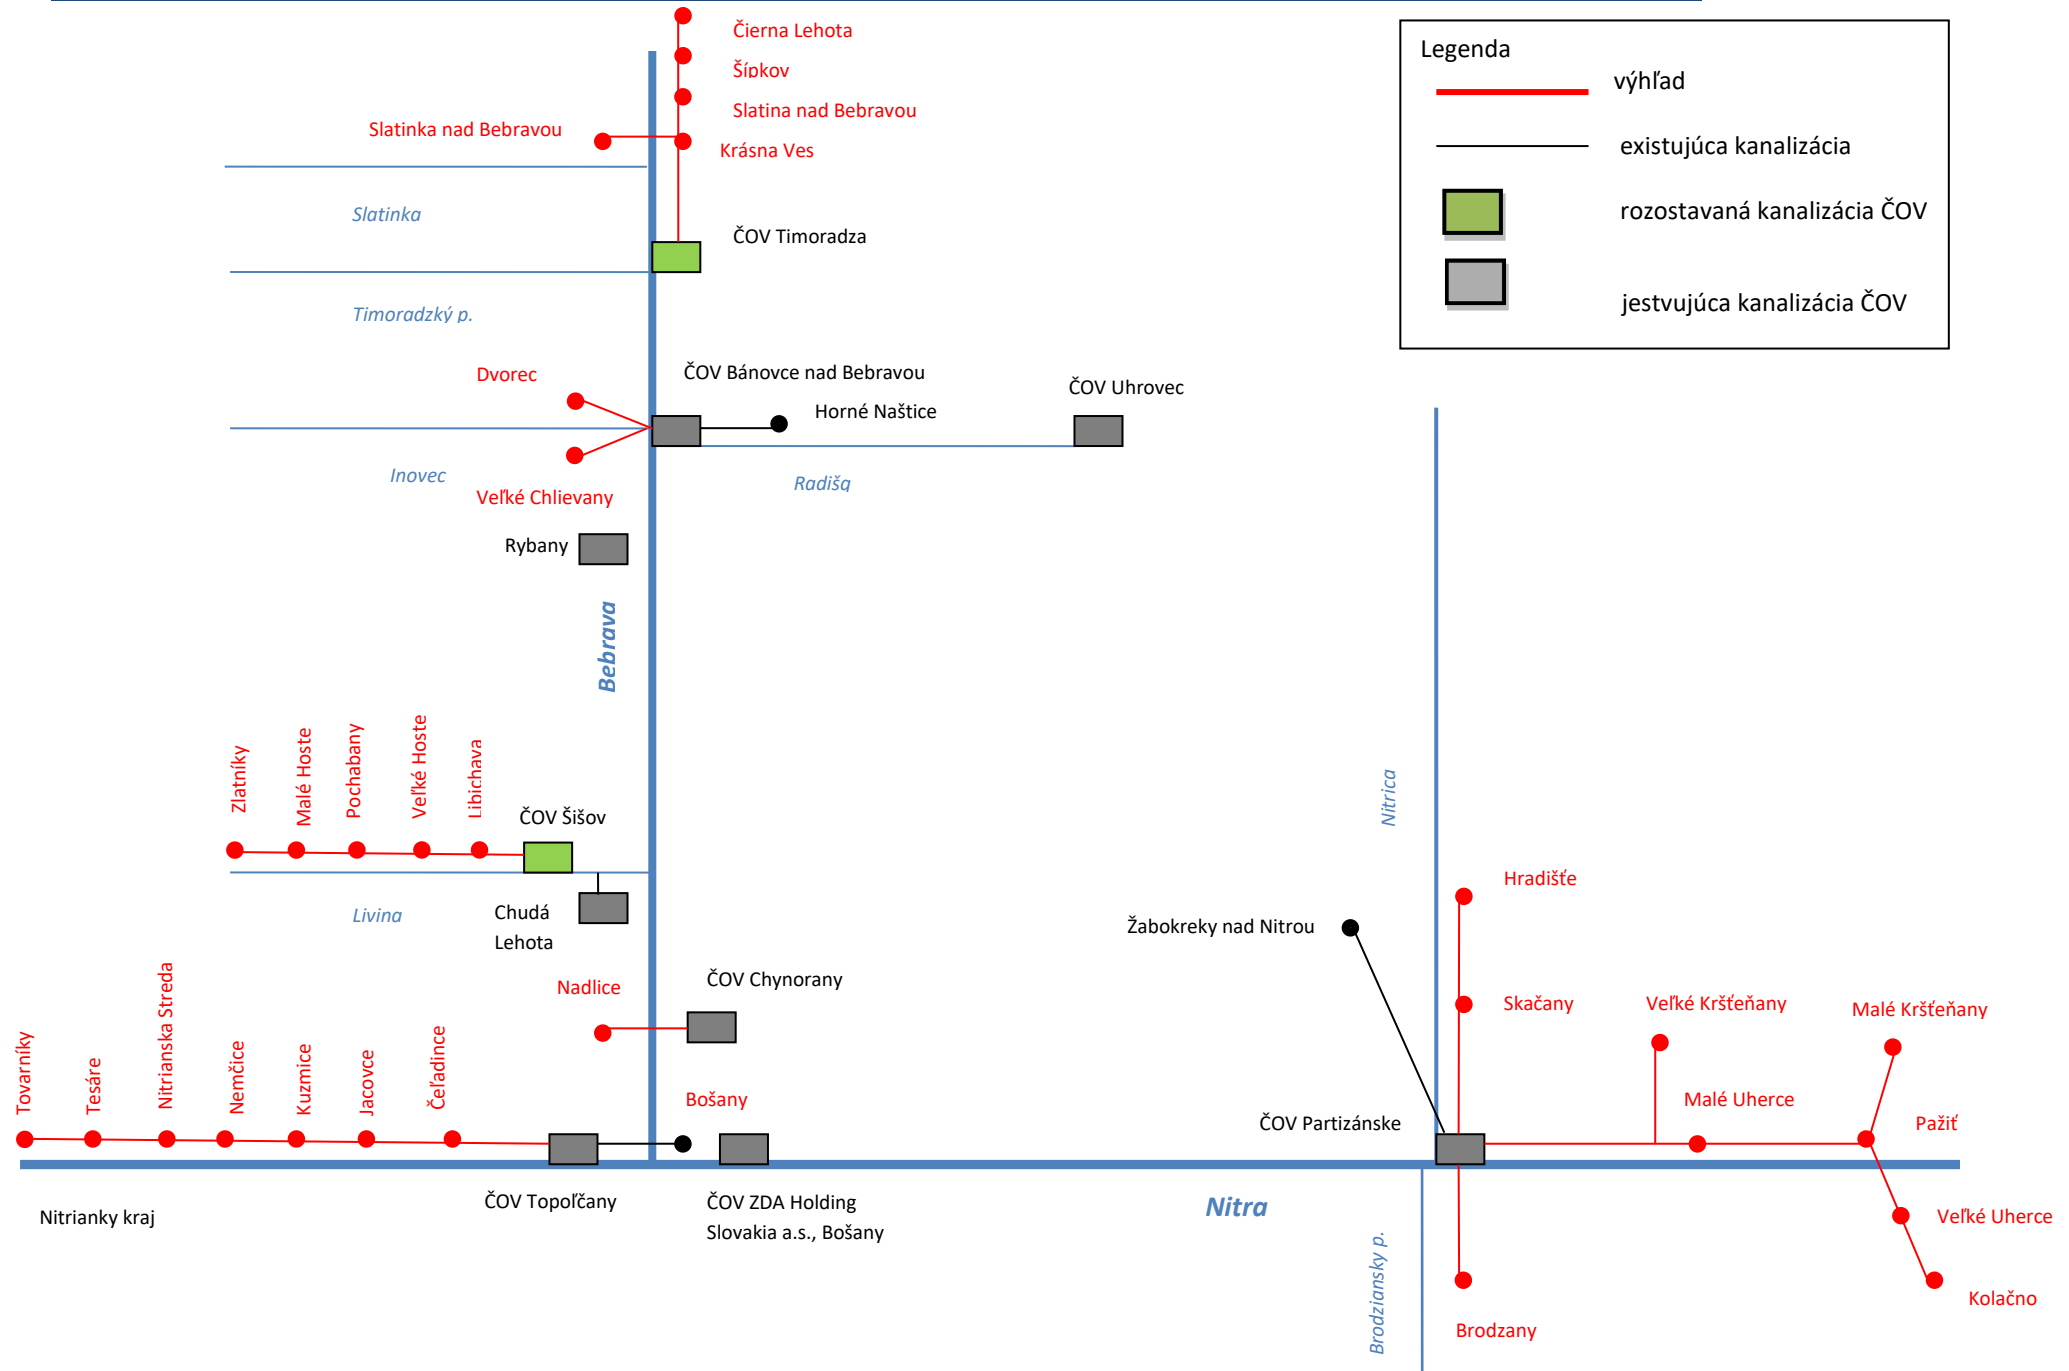 Čierna Lehota
Šípkov
Slatina nad Bebravou
Slatinka nad Bebravou
Krásna Ves
Slatinka
ČOV Timoradza
Timoradzký p.
Legenda
výhľad
existujúca kanalizácia
rozostavaná kanalizácia ČOV
jestvujúca kanalizácia ČOV
Dvorec
ČOV Bánovce nad Bebravou
Horné Naštice
ČOV Uhrovec
Inovec
Radiša
Veľké Chlievany
Rybany
Bebrava
Zlatníky
Malé Hoste
Pochabany
Veľké Hoste
Libichava
ČOV Šišov
Livina
Chudá
Lehota
Nitrica
Hradišťe
Žabokreky nad Nitrou
Nadlice
ČOV Chynorany
Skačany
Veľké Kršťeňany
Malé Kršťeňany
Tovarníky
Tesáre
Nitrianska Streda
Nemčice
Kuzmice
Jacovce
Čeľadince
Bošany
ČOV Partizánske
Malé Uherce
Pažiť
Nitrianky kraj
ČOV Topoľčany
ČOV ZDA Holding
Slovakia a.s., Bošany
Nitra
Veľké Uherce
Brodziansky p.
Kolačno
Brodzany